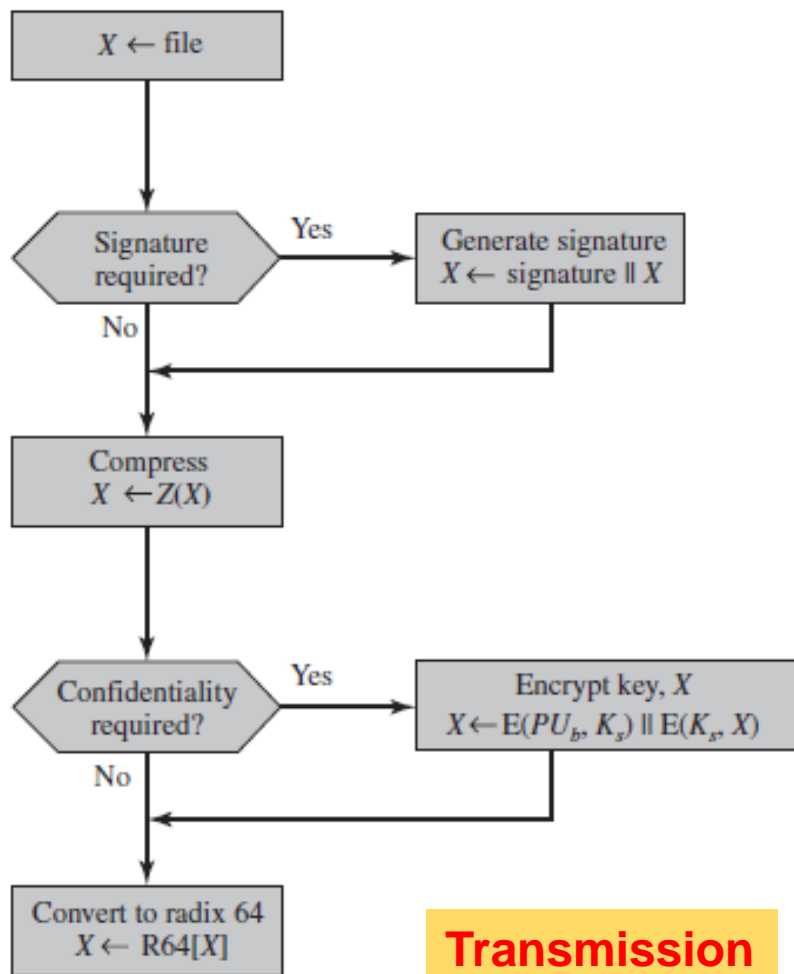 X ← file
Signature
required?
Yes
Generate signature
X ← signature || X
No
Compress
X ← Z(X)
Confidentiality
required?
Yes
Encrypt key, X
X ← E(PU_b, K_s) || E(K_s, X)
No
Convert to radix 64
X ← R64[X]
Transmission